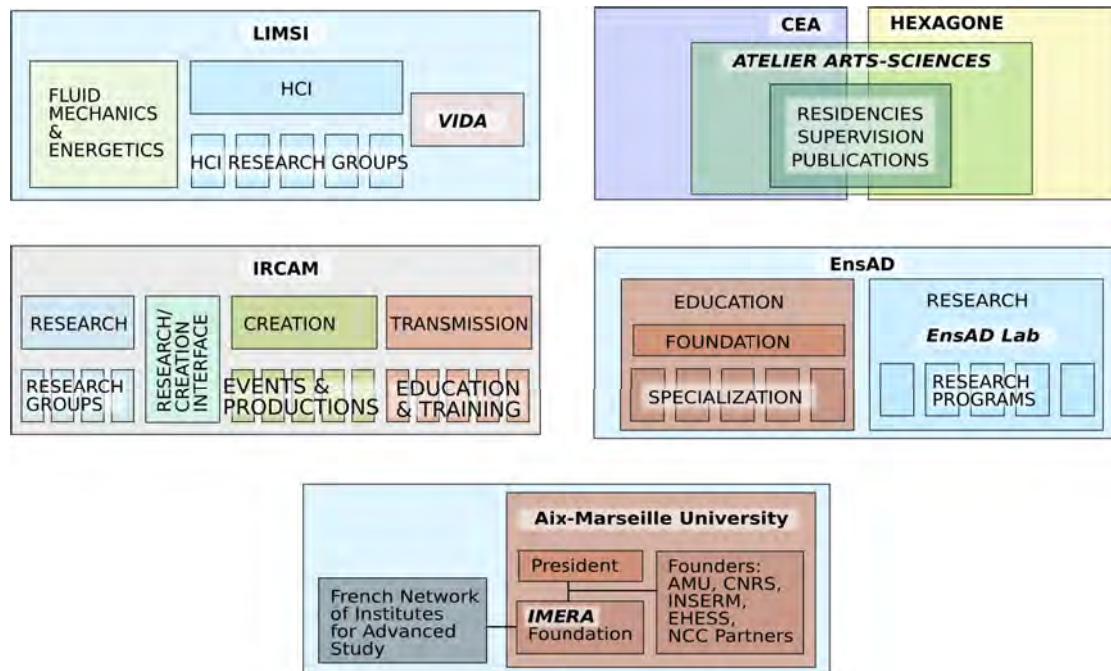 LIMSI
FLUID
MECHANICS
&
ENERGETICS
HCI
HCI RESEARCH GROUPS
VIDA
CEA
HEXAGONE
ATELIER ARTS-SCIENCES
RESIDENCIES
SUPERVISION
PUBLICATIONS
IRCAM
RESEARCH
RESEARCH
GROUPS
RESEARCH/
CREATION
INTERFACE
CREATION
EVENTS &
PRODUCTIONS
TRANSMISSION
EDUCATION
& TRAINING
EnsAD
EDUCATION
FOUNDATION
SPECIALIZATION
RESEARCH
EnsAD Lab
RESEARCH
PROGRAMS
Aix-Marseille University
President
Founders:
AMU, CNRS,
INSERM,
EHESS,
NCC Partners
French Network
of Institutes
for Advanced
Study
IMERA
Foundation